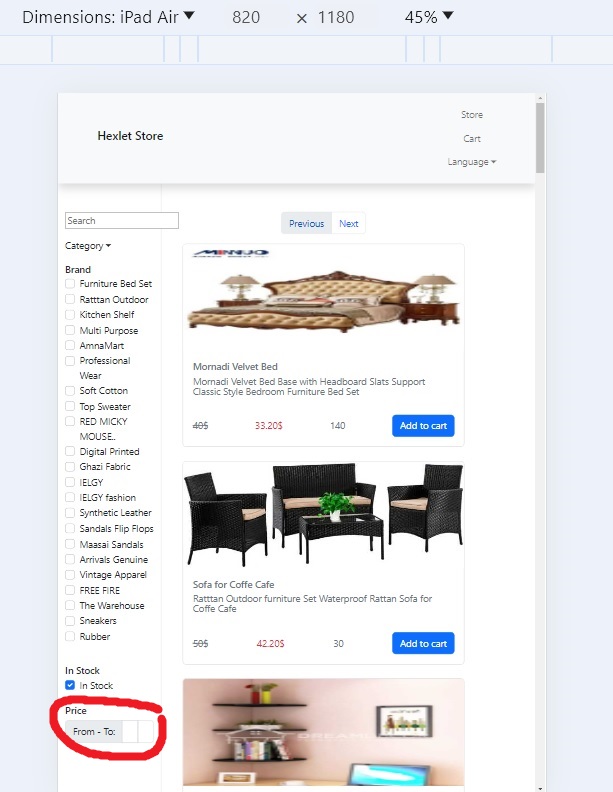 Dimensions: iPad Air ▼ 820 × 1180 45% ▼
Hexlet Store
Store
Cart
Language
Search
Previous Next
Category
Brand
Furniture Bed Set
Ratttan Outdoor
Kitchen Shelf
Multi Purpose
AmnaMart
Professional
Wear
Soft Cotton
Top Sweater
RED MICKY
MOUSE..
Digital Printed
Ghazi Fabric
IELGY
IELGY fashion
Synthetic Leather
Sandals Flip Flops
Maasai Sandals
Arrivals Genuine
Vintage Apparel
FREE FIRE
The Warehouse
Sneakers
Rubber
In Stock
In Stock
Price
From - To:
Mornadi Velvet Bed
Mornadi Velvet Bed Base with Headboard Slats Support
Classic Style Bedroom Furniture Bed Set
40$ 33.20$ 140 Add to cart
Sofa for Coffe Cafe
Ratttan Outdoor furniture Set Waterproof Rattan Sofa for
Coffe Cafe
50$ 42.20$ 30 Add to cart